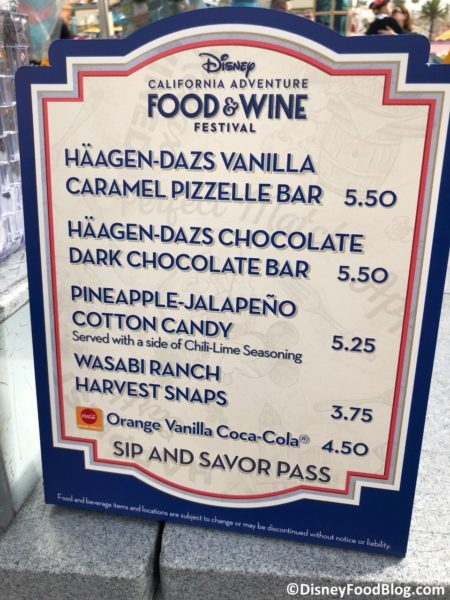 Disney
CALIFORNIA ADVENTURE
FOOD & WINE
FESTIVAL
HÄAGEN-DAZS VANILLA
CARAMEL PIZZELLE BAR 5.50
HÄAGEN-DAZS CHOCOLATE
DARK CHOCOLATE BAR 5.50
PINEAPPLE-JALAPEÑO
COTTON CANDY 5.25
Served with a side of Chili-Lime Seasoning
WASABI RANCH
HARVEST SNAPS 3.75
Coca-Cola Orange Vanilla Coca-Cola® 4.50
SIP AND SAVOR PASS
Food and beverage items and locations are subject to change or may be discontinued without notice or liability.
©DisneyFoodBlog.com